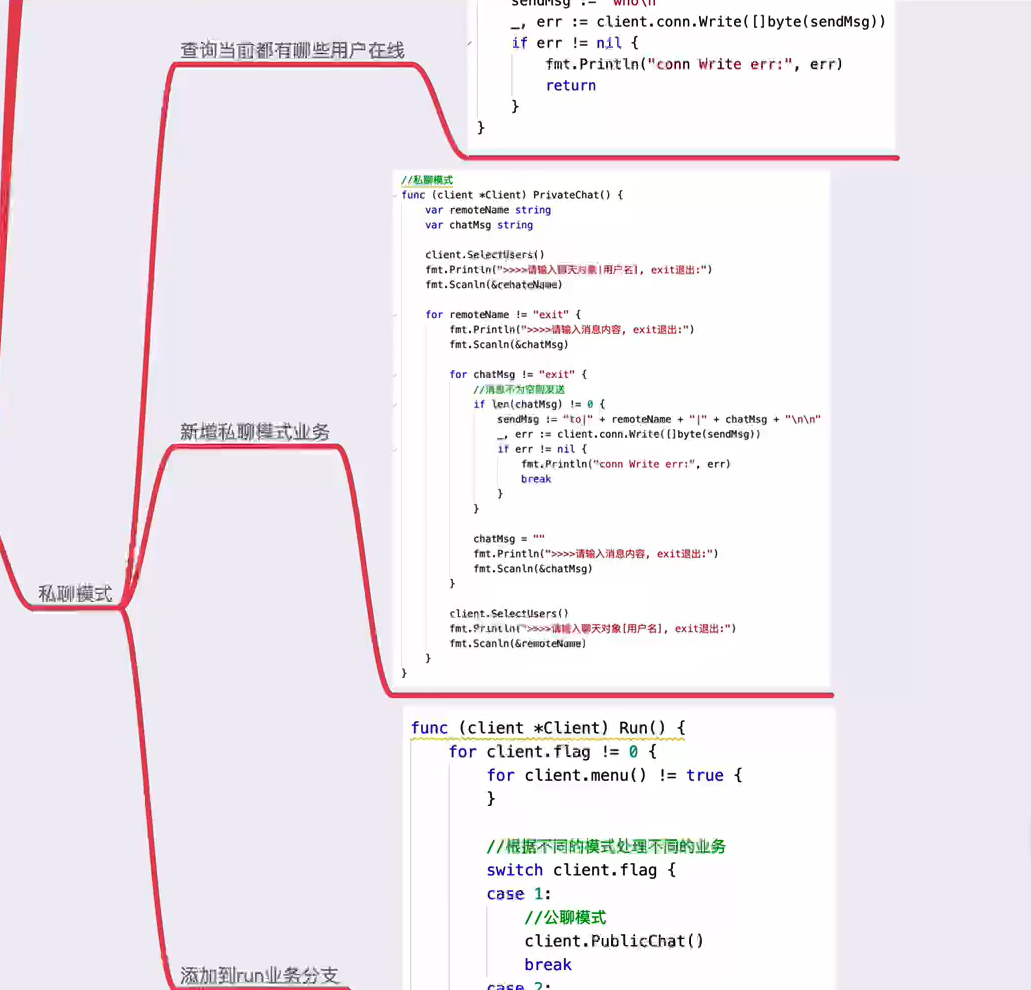 sendMsg := "who\n"
查询当前都有哪些用户在线
_, err := client.conn.Write([]byte(sendMsg))
if err != nil {
fmt.Println("conn Write err:", err)
return
}
}
//私聊模式
func (client *Client) PrivateChat() {
var remoteName string
var chatMsg string
client.SelectUsers()
fmt.Println(">>>>请输入聊天对象[用户名], exit退出:")
fmt.Scanln(&remoteName)
for remoteName != "exit" {
fmt.Println(">>>>请输入消息内容, exit退出:")
fmt.Scanln(&chatMsg)
for chatMsg != "exit" {
//消息不为空则发送
if len(chatMsg) != 0 {
sendMsg := "to|" + remoteName + "|" + chatMsg + "\n\n"
_, err := client.conn.Write([]byte(sendMsg))
if err != nil {
fmt.Println("conn Write err:", err)
break
}
}
chatMsg = ""
fmt.Println(">>>>请输入消息内容, exit退出:")
fmt.Scanln(&chatMsg)
}
client.SelectUsers()
fmt.Println(">>>>请输入聊天对象[用户名], exit退出:")
fmt.Scanln(&remoteName)
}
}
新增私聊模式业务
私聊模式
func (client *Client) Run() {
for client.flag != 0 {
for client.menu() != true {
}
//根据不同的模式处理不同的业务
switch client.flag {
case 1:
//公聊模式
client.PublicChat()
break
case 2:
添加到run业务分支